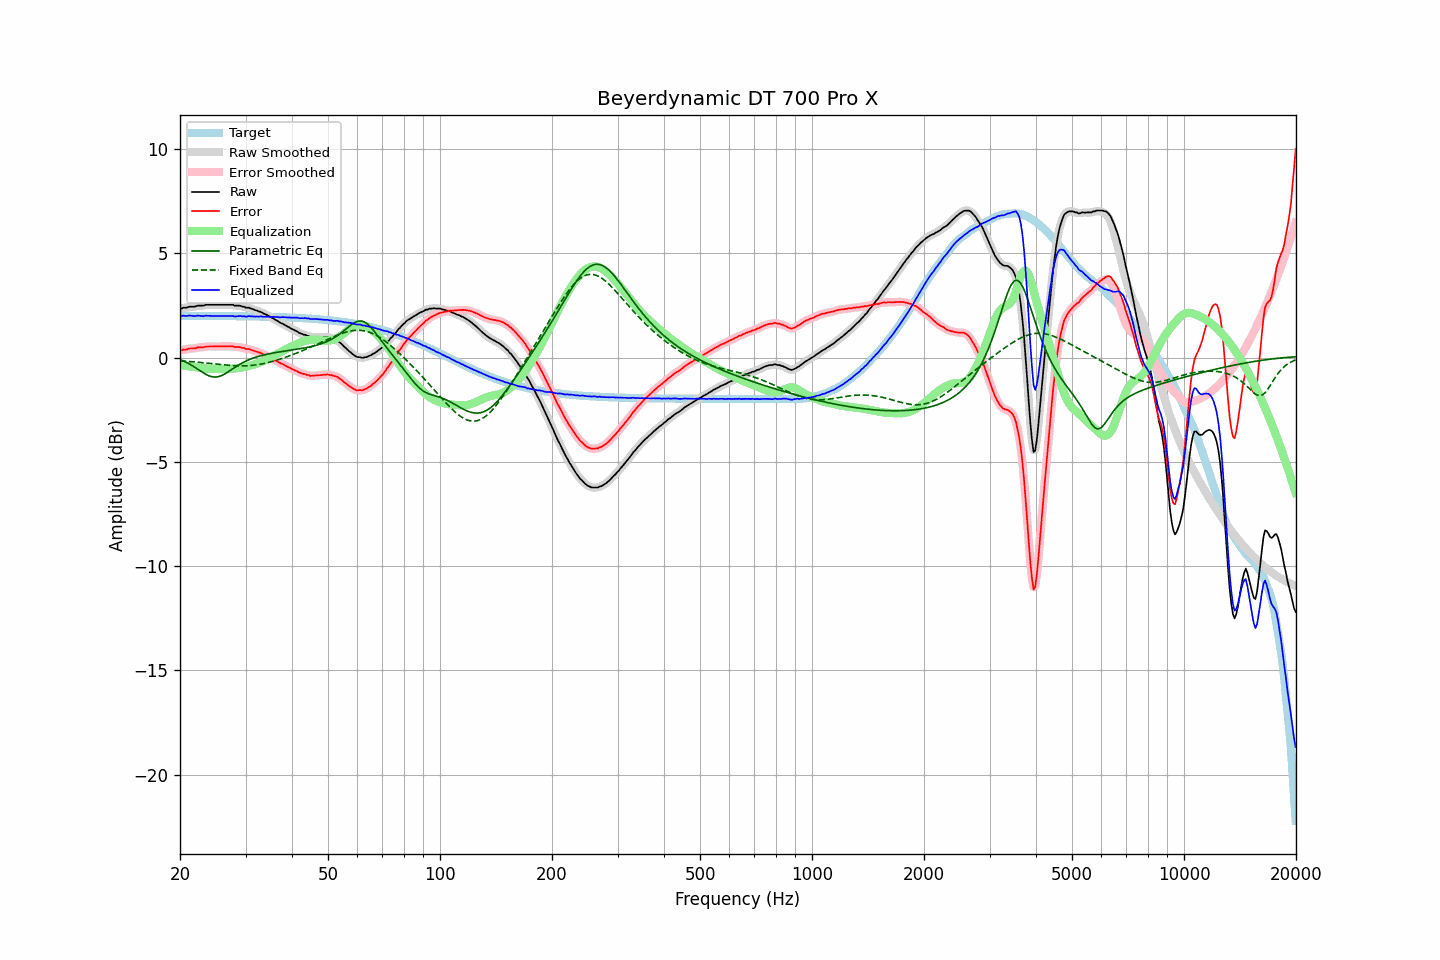 Beyerdynamic DT 700 Pro X
Target
Raw Smoothed
Error Smoothed
Raw
Error
Equalization
Parametric Eq
Fixed Band Eq
Equalized
10
5
0
−5
−10
−15
−20
Amplitude (dBr)
20 50 100 200 500 1000 2000 5000 10000 20000
Frequency (Hz)